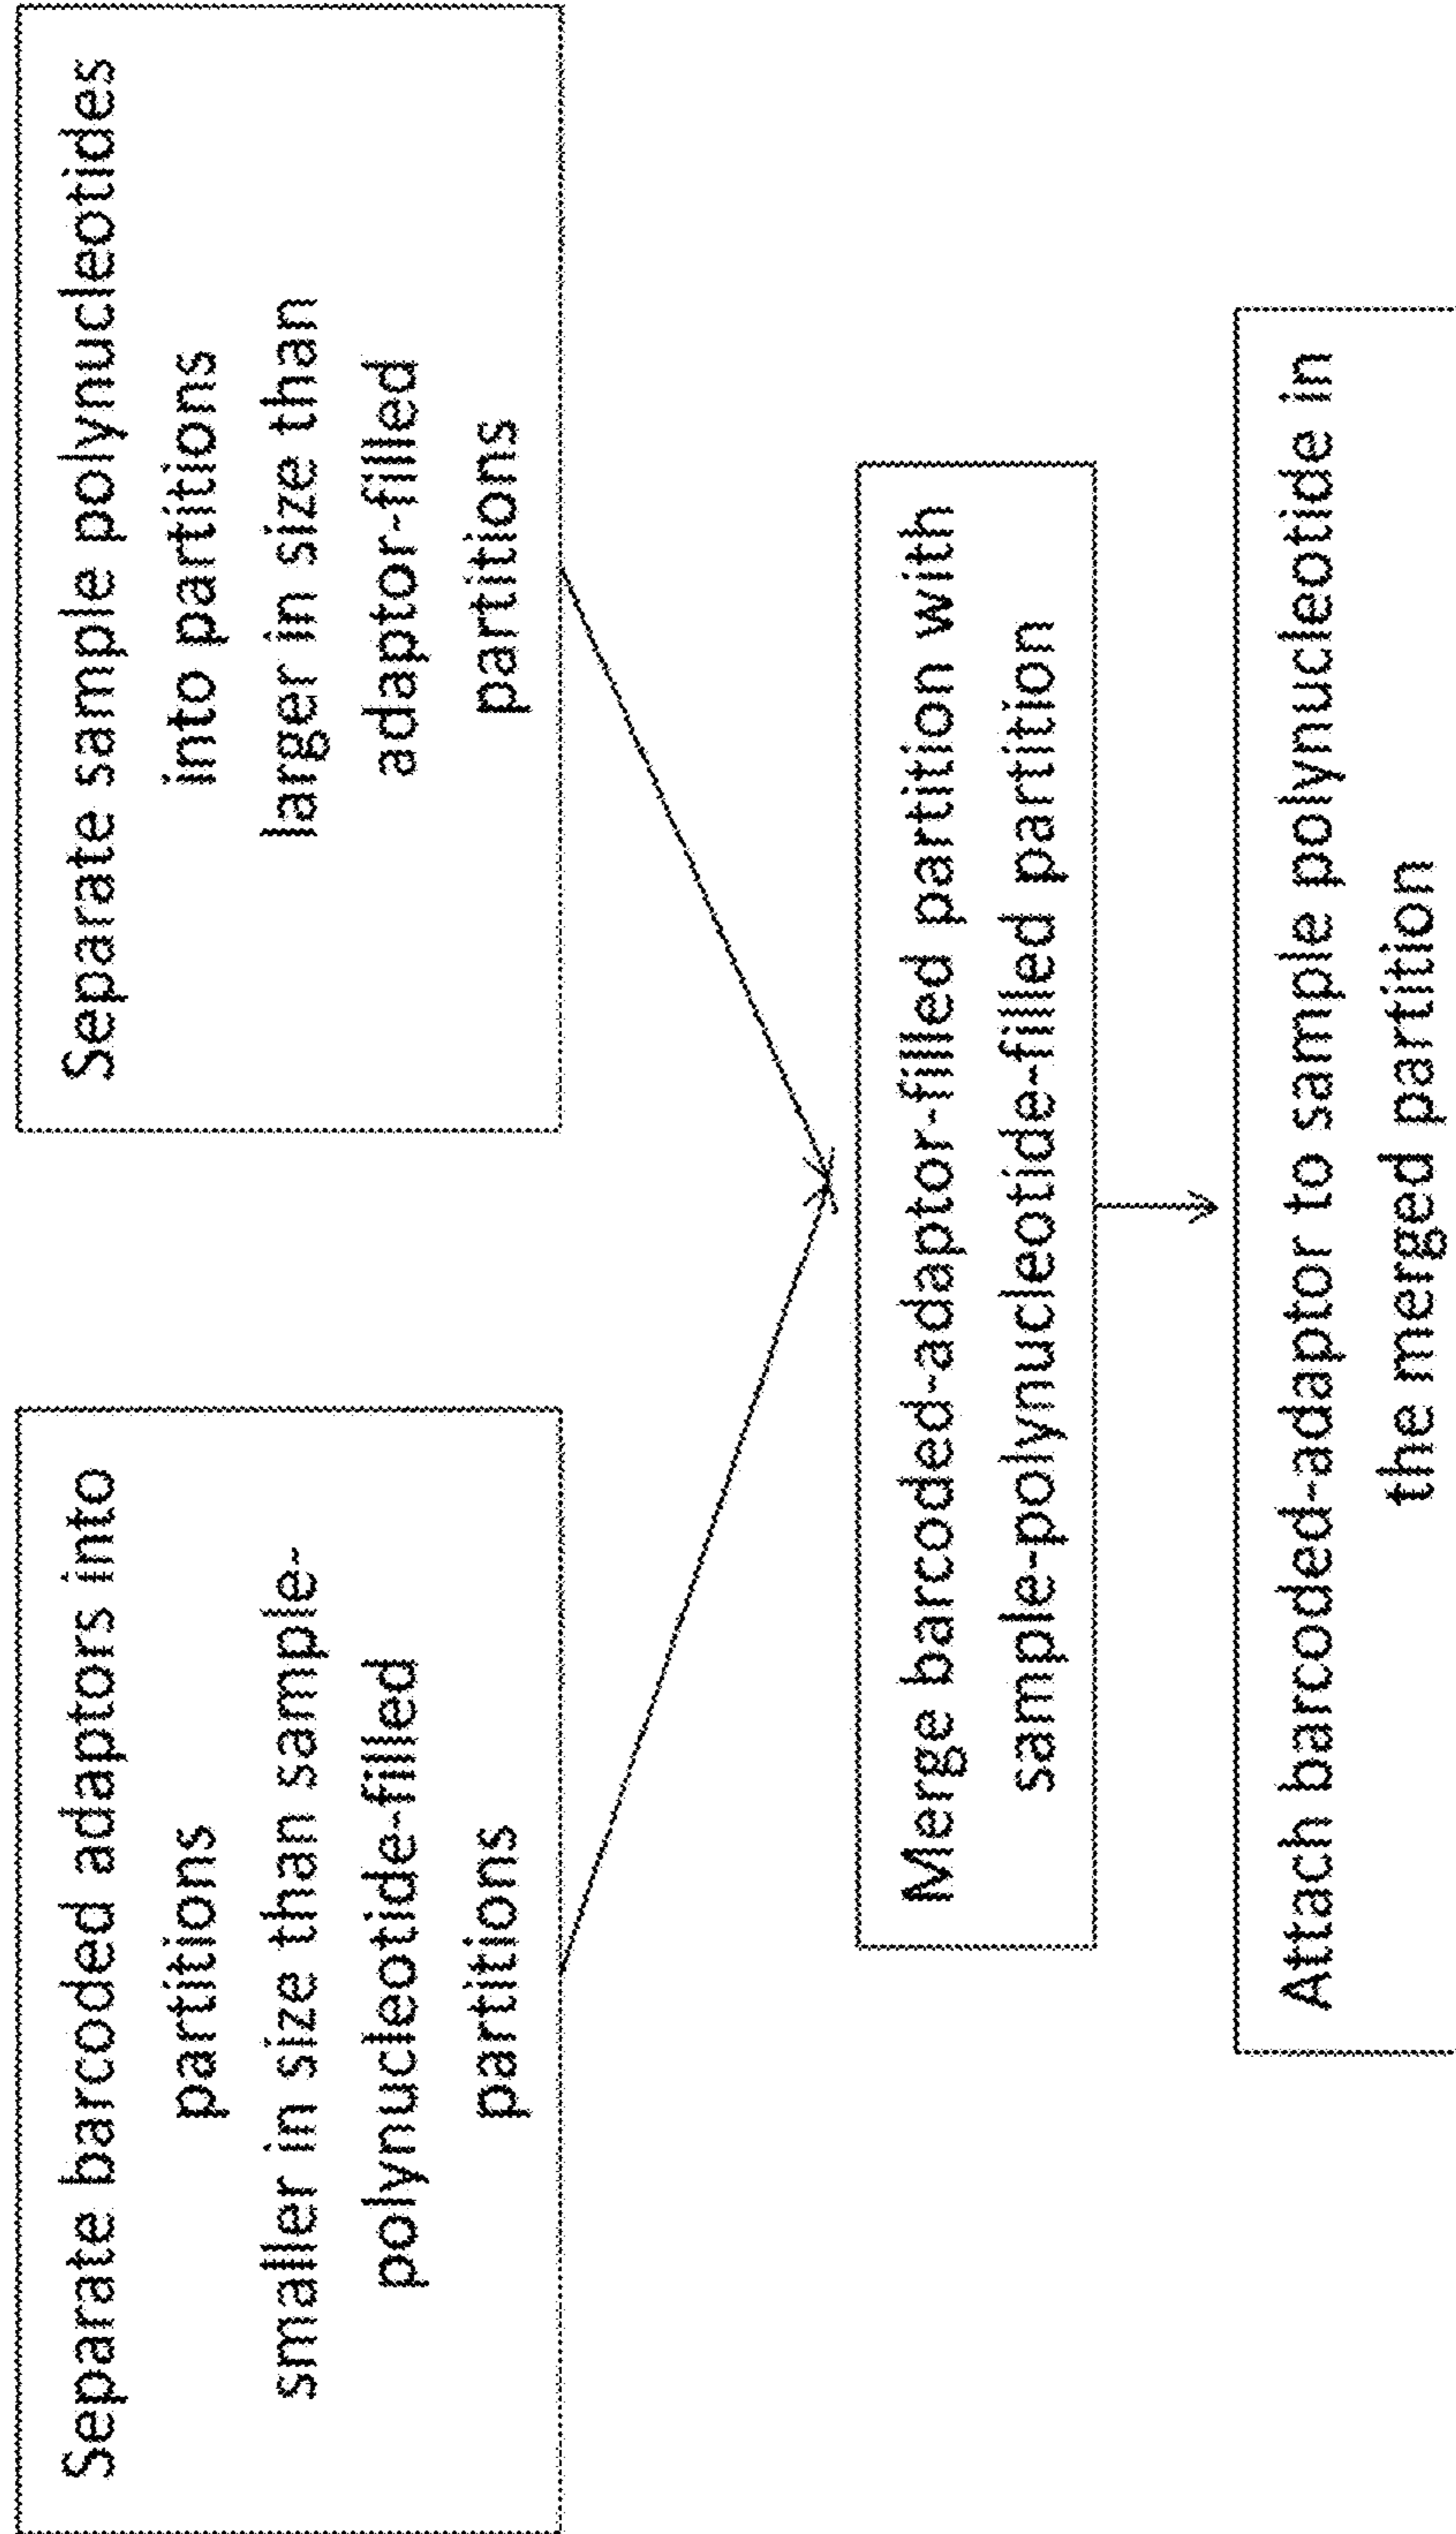 Separate barcoded adaptors into
partitions
smaller in size than sample-
polynucleotide-filled
partitions
Separate sample polynucleotides
into partitions
larger in size than
adaptor-filled
partitions
Merge barcoded-adaptor-filled partition with
sample-polynucleotide-filled partition
Attach barcoded-adaptor to sample polynucleotide in
the merged partition